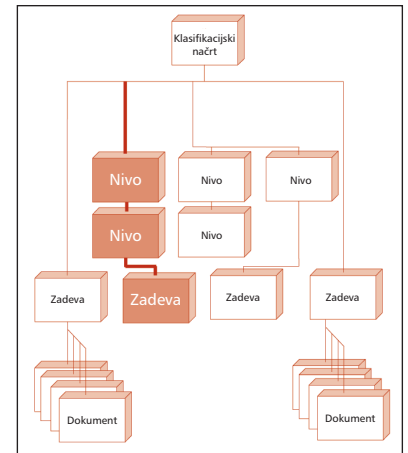 Klasifikacijski
načrt
Nivo
Nivo
Nivo
Nivo
Nivo
Zadeva
Zadeva
Zadeva
Zadeva
Dokument
Dokument